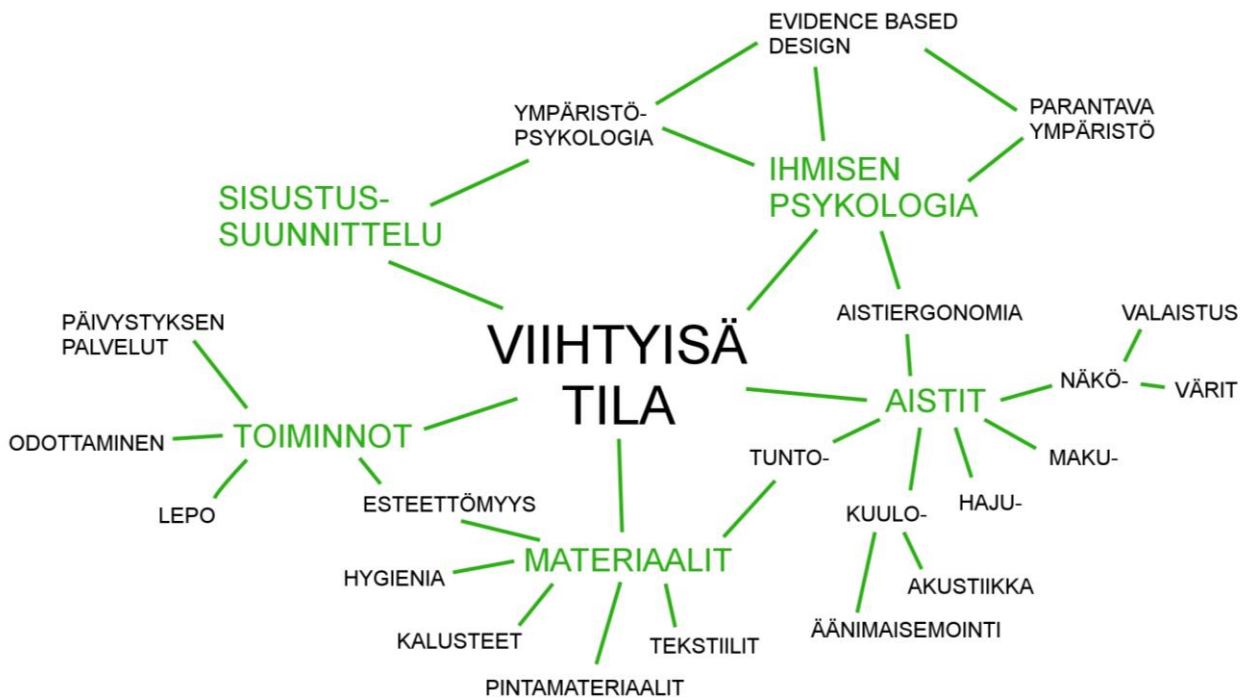 EVIDENCE BASED
DESIGN
YMPÄRISTÖ-
PSYKOLOGIA
PARANTAVA
YMPÄRISTÖ
IHMISEN
PSYKOLOGIA
SISUSTUS-
SUUNNITTELU
AISTIERGONOMIA
VALAISTUS
PÄIVYSTYKSEN
PALVELUT
VIIHTYISÄ
TILA
NÄKÖ-
VÄRIT
AISTIT
TOIMINNOT
ODOTTAMINEN
TUNTO-
MAKU-
LEPO
ESTEETTÖMYYS
HAJU-
KUULO-
MATERIAALIT
HYGIENIA
AKUSTIIKKA
KALUSTEET
TEKSTIILIT
ÄÄNIMAISEMOINTI
PINTAMATERIAALIT